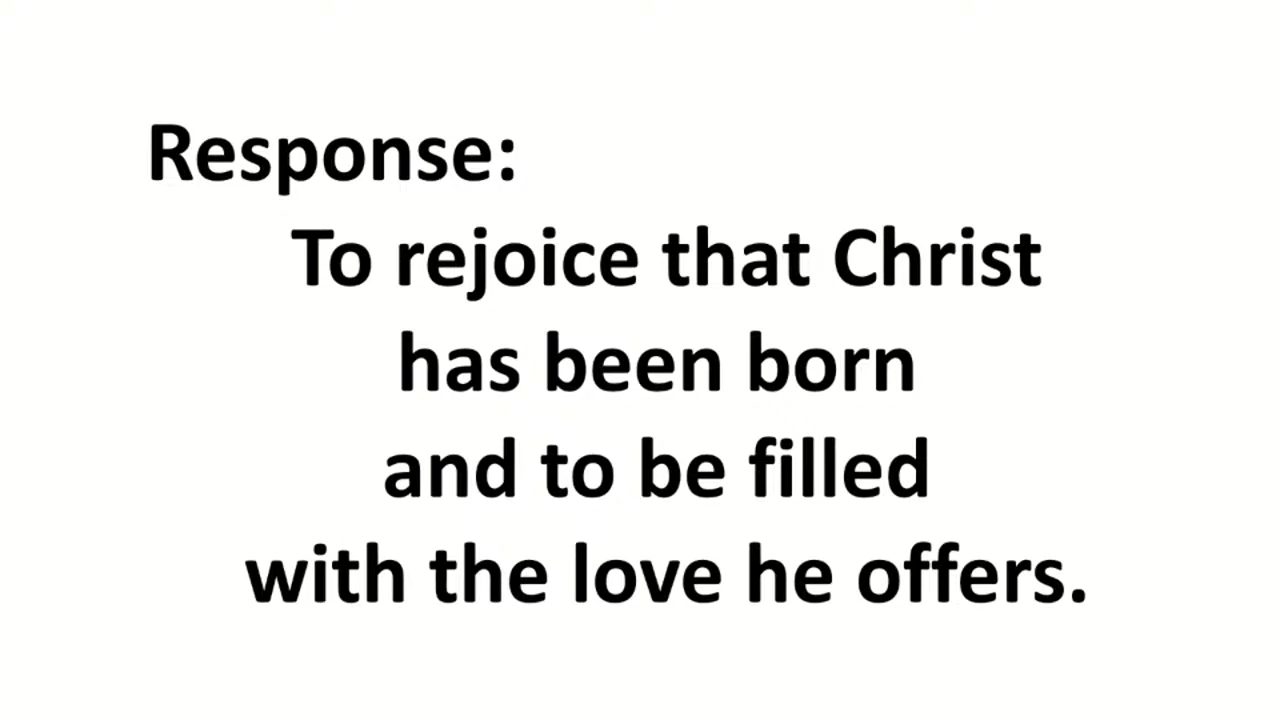 Response:
To rejoice that Christ
has been born
and to be filled
with the love he offers.